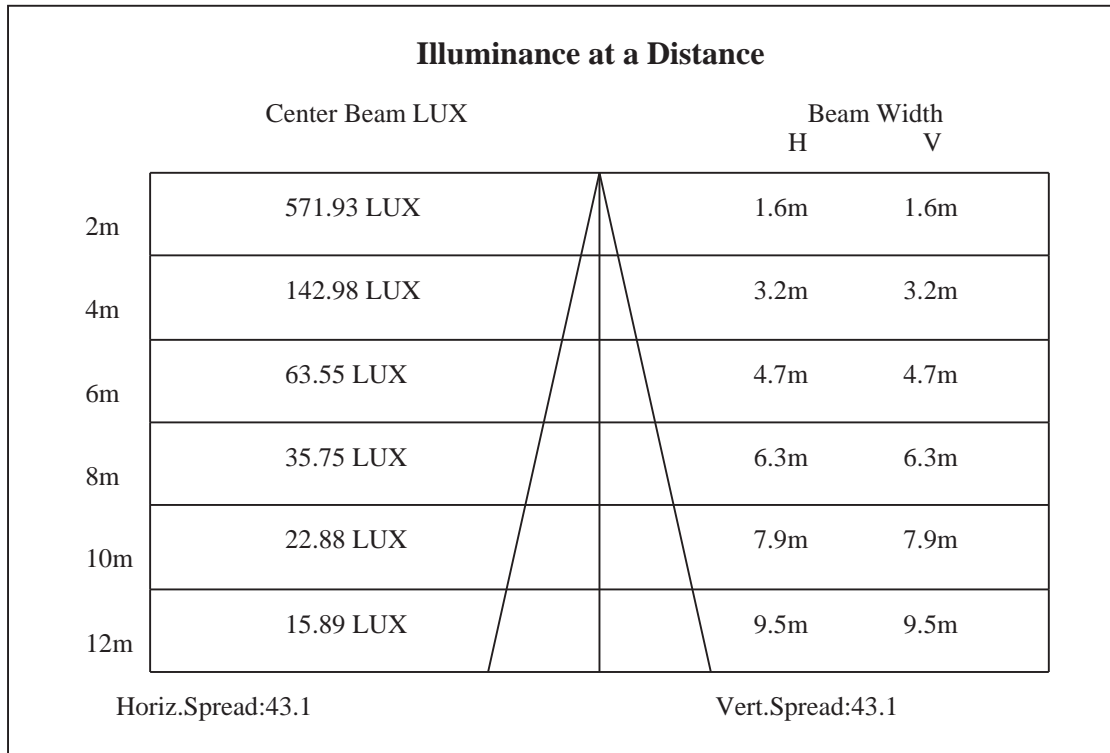 Illuminance at a Distance
Center Beam LUX Beam Width
H V
2m 571.93 LUX 1.6m 1.6m
4m 142.98 LUX 3.2m 3.2m
6m 63.55 LUX 4.7m 4.7m
8m 35.75 LUX 6.3m 6.3m
10m 22.88 LUX 7.9m 7.9m
12m 15.89 LUX 9.5m 9.5m
Horiz.Spread:43.1 Vert.Spread:43.1